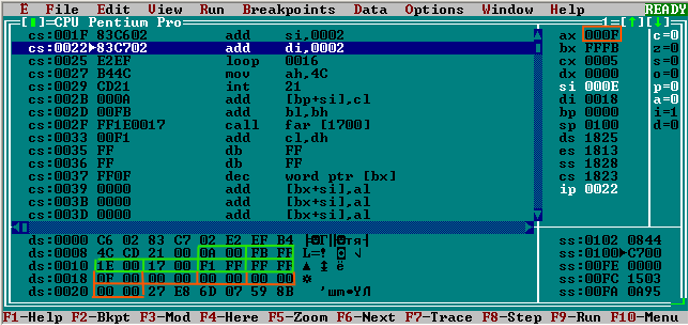 ≡ File Edit View Run Breakpoints Data Options Window Help READY
[■]=CPU Pentium Pro 1=[↑][↓]
cs:001F 83C602 add si,0002 ax 000F c=0
cs:0022▶83C702 add di,0002 bx FFFB z=0
cs:0025 E2EF loop 0016 cx 0005 s=0
cs:0027 B44C mov ah,4C dx 0000 o=0
cs:0029 CD21 int 21 si 000E p=0
cs:002B 000A add [bp+si],cl di 0018 a=0
cs:002D 00FB add bl,bh bp 0000 i=1
cs:002F FF1E0017 call far [1700] sp 0100 d=0
cs:0033 00F1 add cl,dh ds 1825
cs:0035 FF db FF es 1813
cs:0036 FF db FF ss 1828
cs:0037 FF0F dec word ptr [bx] cs 1823
cs:0039 0000 add [bx+si],al ip 0022
cs:003B 0000 add [bx+si],al
cs:003D 0000 add [bx+si],al
ds:0000 C6 02 83 C7 02 E2 EF B4 ss:0102 0844
ds:0008 4C CD 21 00 0A 00 FB FF L=! ◙ √ ss:0100▶C700
ds:0010 1E 00 17 00 F1 FF FF FF ▲ ↨ ё ss:00FE 0000
ds:0018 0F 00 00 00 00 00 00 00 ☼ ss:00FC 1503
ds:0020 00 00 27 E8 6D 07 59 8B 'шm•YЛ ss:00FA 0A95
F1-Help F2-Bkpt F3-Mod F4-Here F5-Zoom F6-Next F7-Trace F8-Step F9-Run F10-Menu